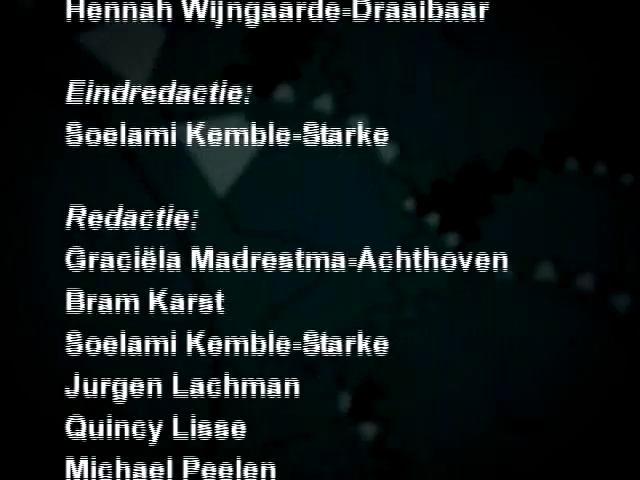 Hennah Wijngaarde-Draaibaar
Eindredactie:
Soelami Kemble-Starke
Redactie:
Graciëla Madrestma-Achthoven
Bram Karst
Soelami Kemble-Starke
Jurgen Lachman
Quincy Lisse
Michael Peelen